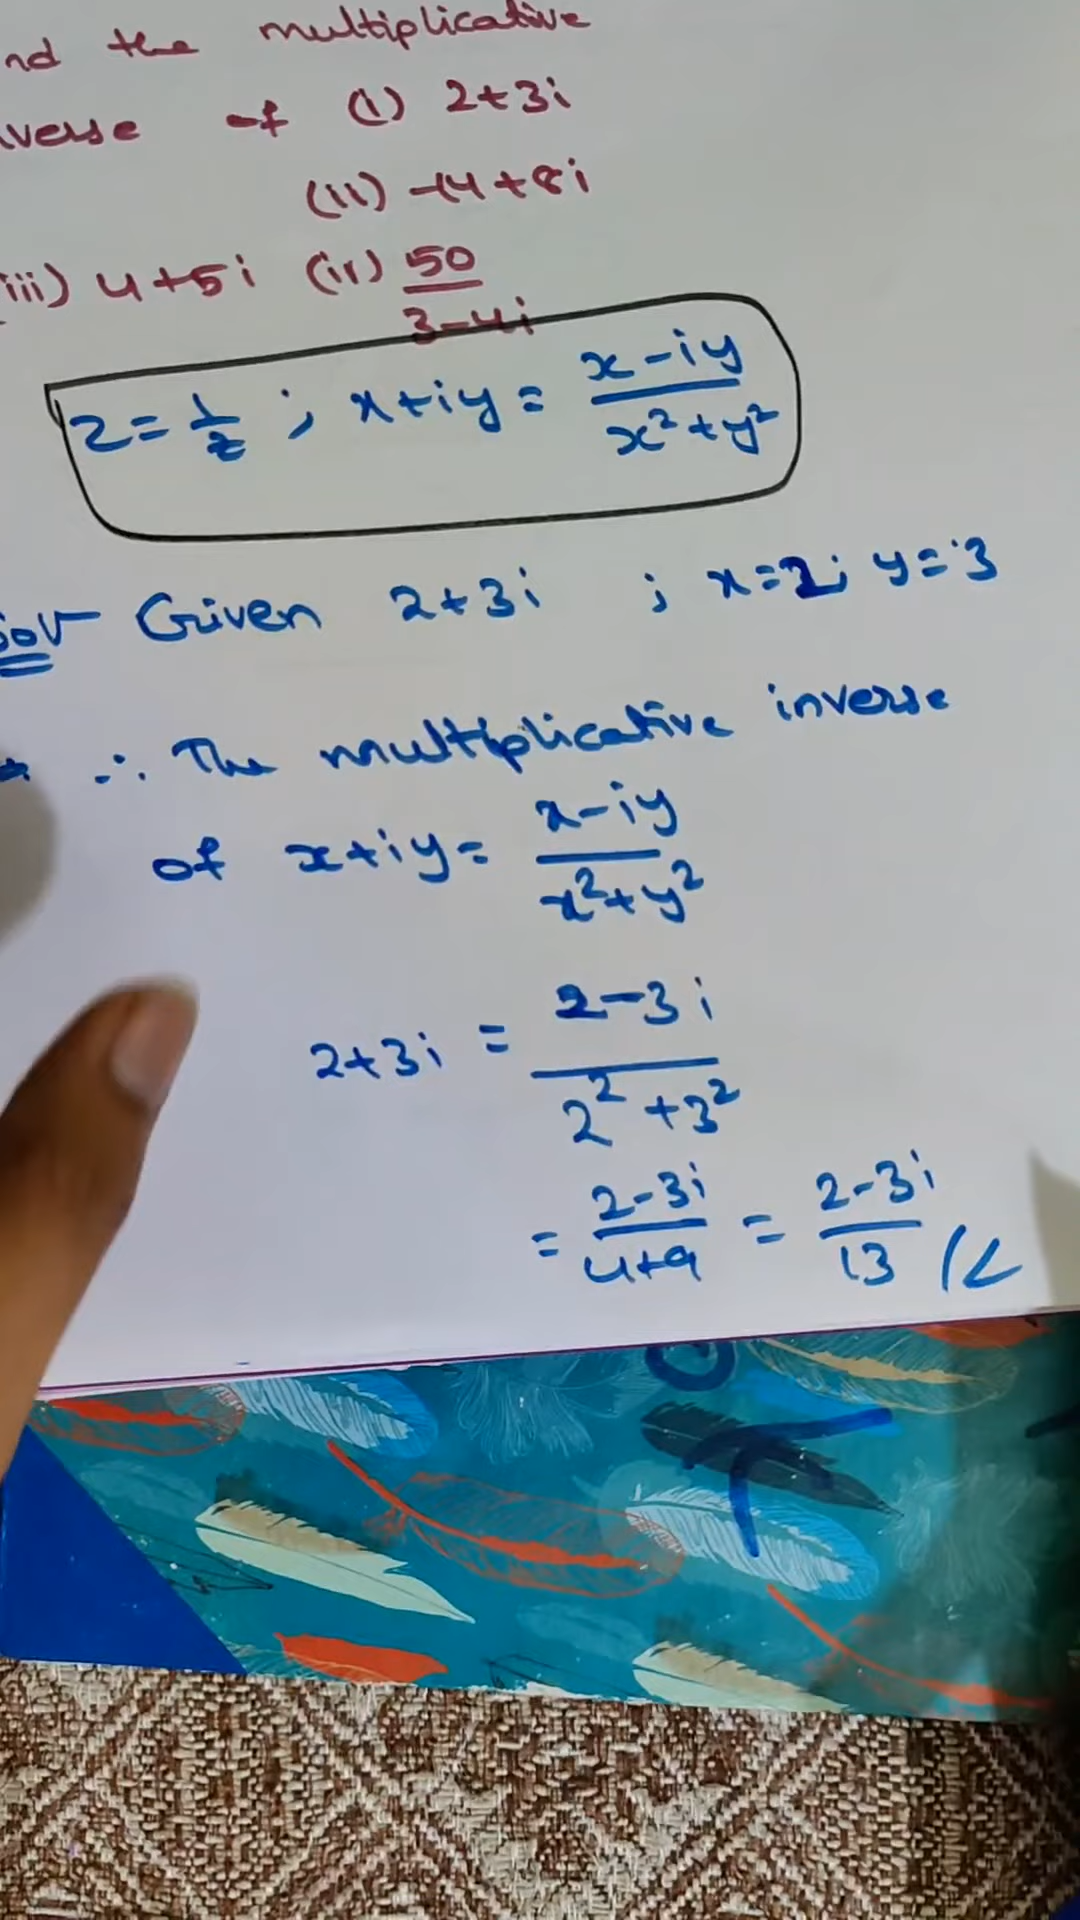 nd the multiplicative
verse of (i) 2+3i
(ii) -14+8i
iii) 4+5i (iv) 50/3-4i
z = 1/z ; x+iy = x-iy/x²+y²
Given 2+3i ; x=2; y=3
∴ The multiplicative inverse
of x+iy = x-iy/x²+y²
2+3i = 2-3i/2²+3²
= 2-3i/4+9 = 2-3i/13 //